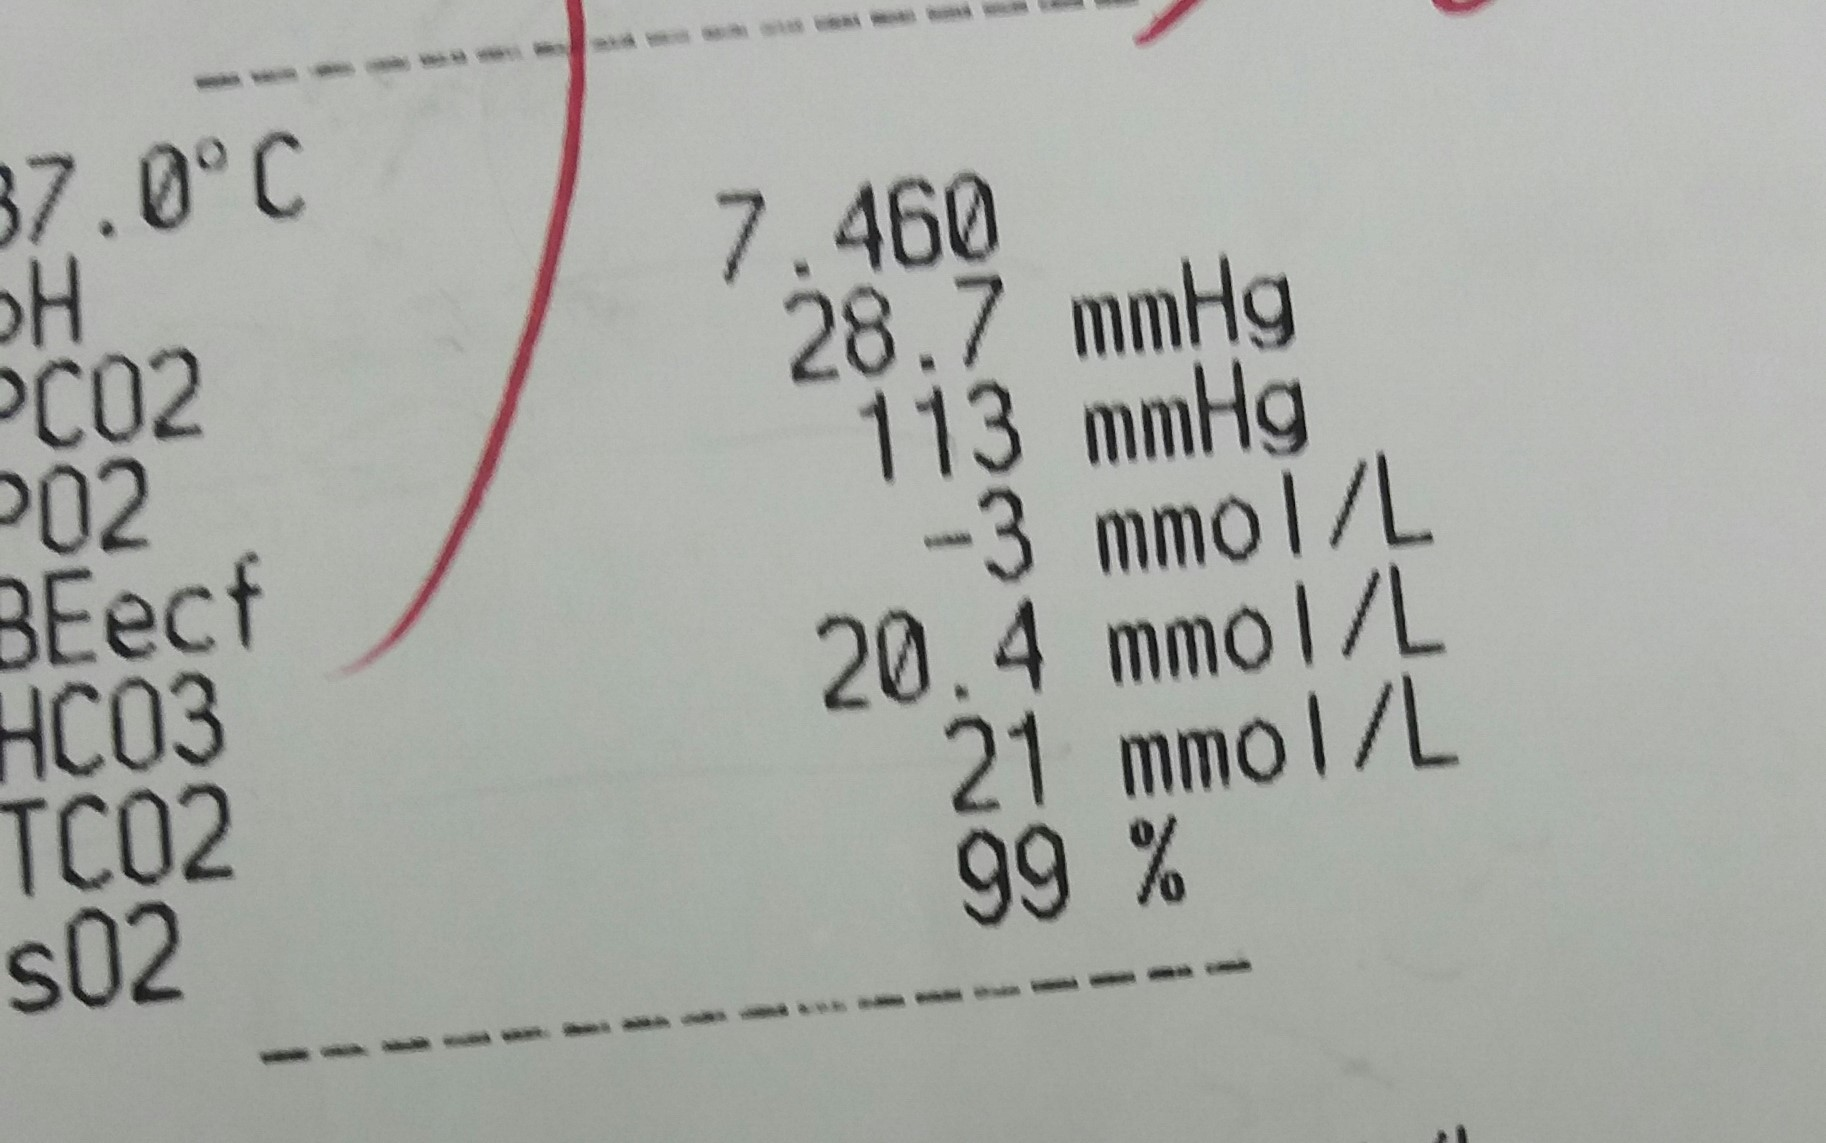 37.0°C
pH 7.460
PCO2 28.7 mmHg
PO2 113 mmHg
BEecf -3 mmol/L
HCO3 20.4 mmol/L
TCO2 21 mmol/L
sO2 99 %